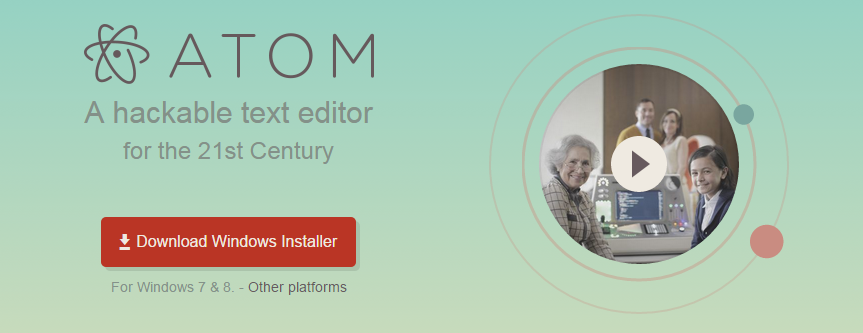 ATOM
A hackable text editor
for the 21st Century
Download Windows Installer
For Windows 7 & 8. - Other platforms